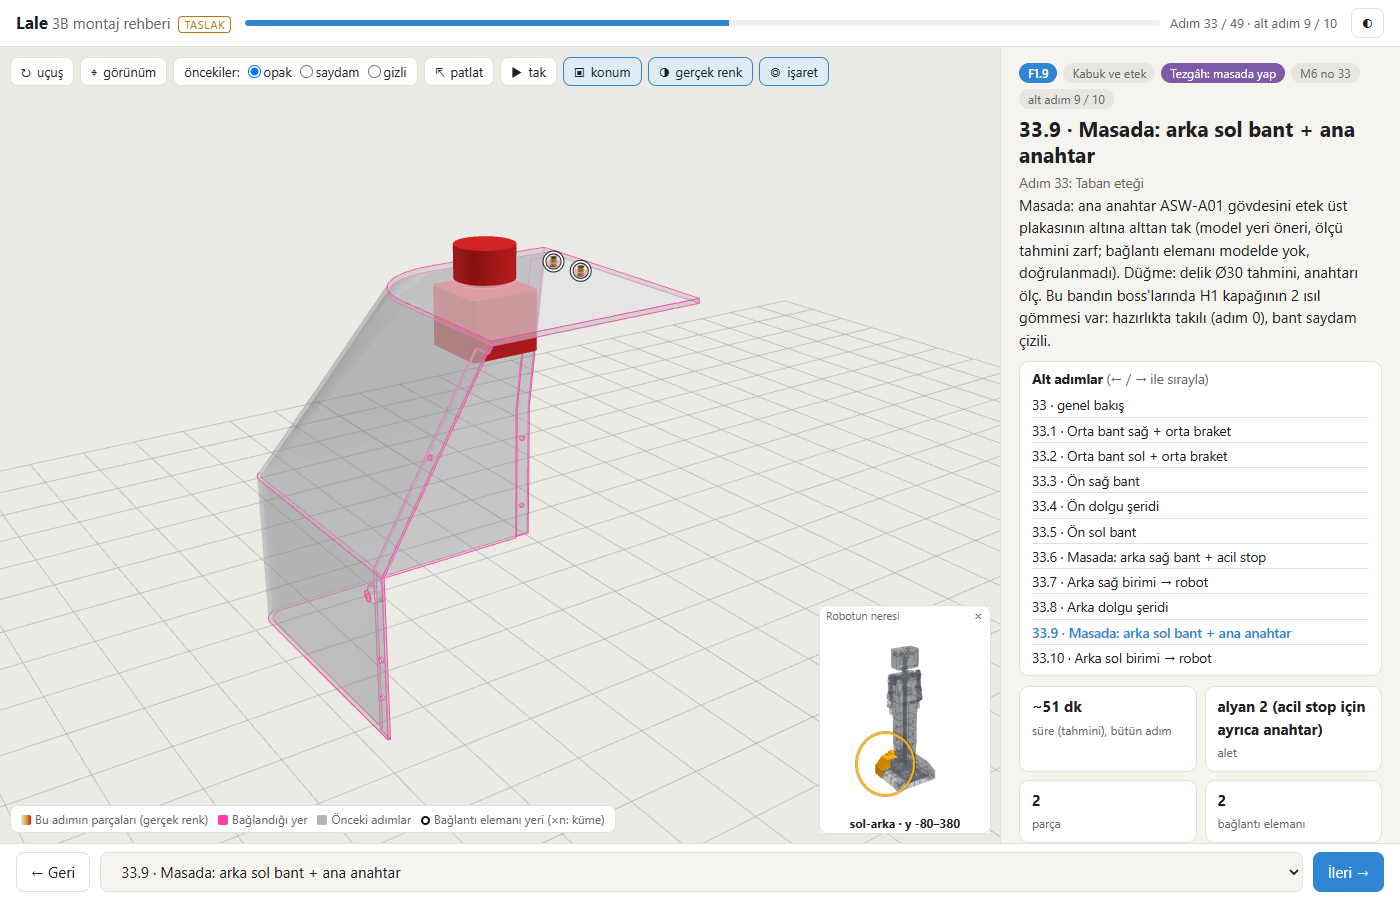 Lale 3B montaj rehberi TASLAK
Adım 33 / 49 · alt adım 9 / 10
↻ uçuş
⌖ görünüm
öncekiler: opak saydam gizli
⇱ patlat
▶ tak
▣ konum
◑ gerçek renk
◎ işaret
F1.9
Kabuk ve etek
Tezgâh: masada yap
M6 no 33
alt adım 9 / 10
33.9 · Masada: arka sol bant + ana
anahtar
Adım 33: Taban eteği
Masada: ana anahtar ASW-A01 gövdesini etek üst
plakasının altına alttan tak (model yeri öneri, ölçü
tahmini zarf; bağlantı elemanı modelde yok,
doğrulanmadı). Düğme: delik Ø30 tahmini, anahtarı
ölç. Bu bandın boss'larında H1 kapağının 2 ısıl
gömmesi var: hazırlıkta takılı (adım 0), bant saydam
çizili.
Alt adımlar (← / → ile sırayla)
33 · genel bakış
33.1 · Orta bant sağ + orta braket
33.2 · Orta bant sol + orta braket
33.3 · Ön sağ bant
33.4 · Ön dolgu şeridi
33.5 · Ön sol bant
33.6 · Masada: arka sağ bant + acil stop
33.7 · Arka sağ birimi → robot
33.8 · Arka dolgu şeridi
33.9 · Masada: arka sol bant + ana anahtar
33.10 · Arka sol birimi → robot
~51 dk
süre (tahmini), bütün adım
alyan 2 (acil stop için
ayrıca anahtar)
alet
2
parça
2
bağlantı elemanı
Robotun neresi ×
sol-arka · y -80–380
Bu adımın parçaları (gerçek renk)
Bağlandığı yer
Önceki adımlar
Bağlantı elemanı yeri (×n: küme)
← Geri
33.9 · Masada: arka sol bant + ana anahtar
İleri →